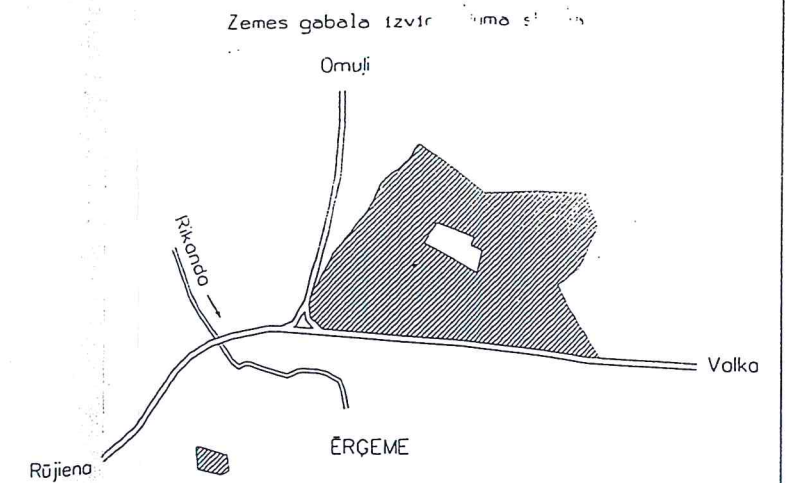 Zemes gabala
Omuļi
Rikanda
Valka
ĒRĢEME
Rūjiena